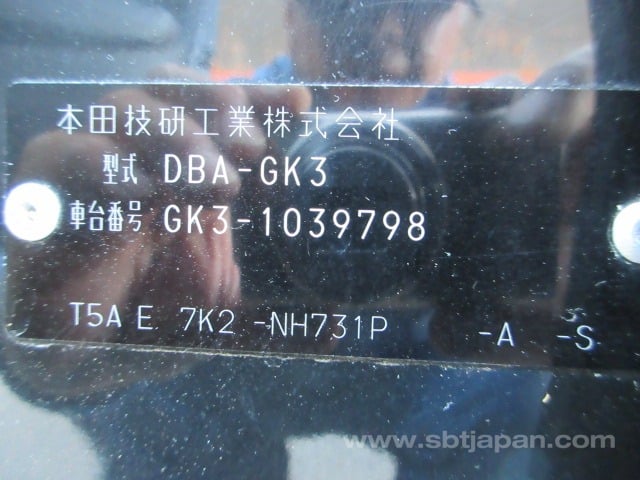 本田技研工業株式会社
型式 DBA-GK3
車台番号 GK3-1039798
T5A E 7K2 -NH731P -A -S
www.sbtjapan.com